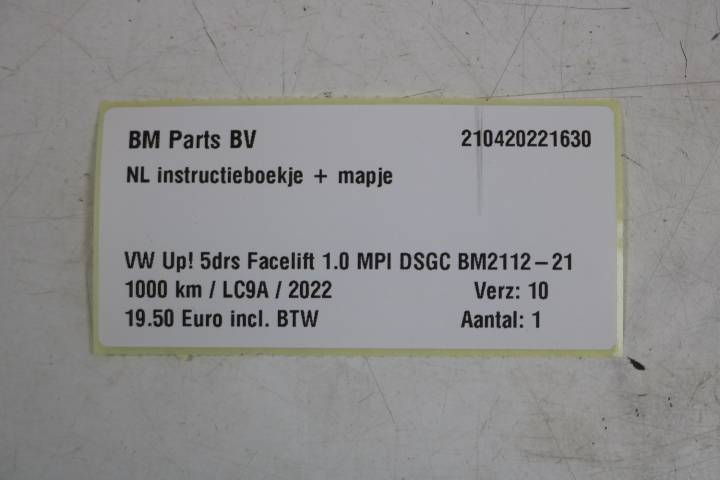 BM Parts BV 210420221630
NL instructieboekje + mapje
VW Up! 5drs Facelift 1.0 MPI DSGC BM2112-21
1000 km / LC9A / 2022 Verz: 10
19.50 Euro incl. BTW Aantal: 1